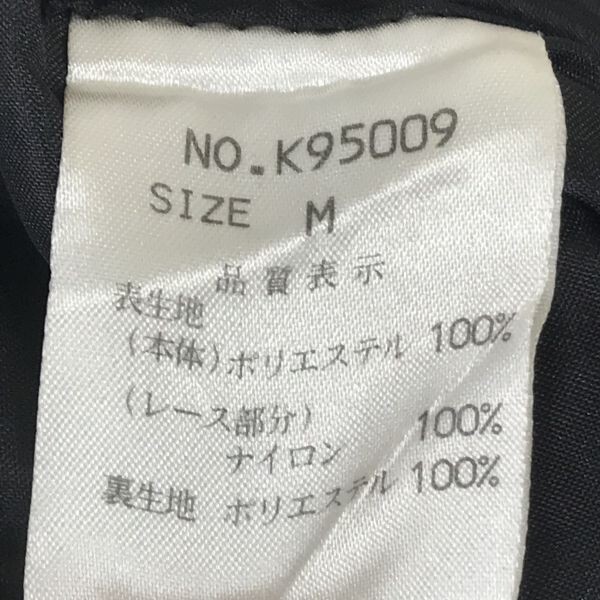 NO.K95009
SIZE M
品質表示
表生地
(本体)ポリエステル 100%
(レース部分)
ナイロン 100%
裏生地 ポリエステル 100%